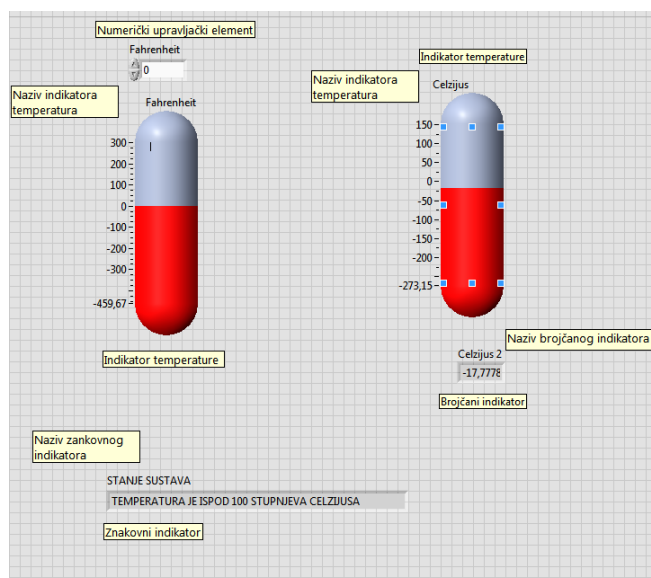 Numerički upravljački element
Fahrenheit
0
Naziv indikatora
temperatura
Fahrenheit
300
200
100
0
-100
-200
-300
-459,67
Indikator temperature
Indikator temperature
Naziv indikatora
temperatura
Celzijus
150
100
50
0
-50
-100
-150
-200
-273,15
Naziv brojčanog indikatora
Celzijus 2
-17,7778
Brojčani indikator
Naziv zankovnog
indikatora
STANJE SUSTAVA
TEMPERATURA JE ISPOD 100 STUPNJEVA CELZIJUSA
Znakovni indikator